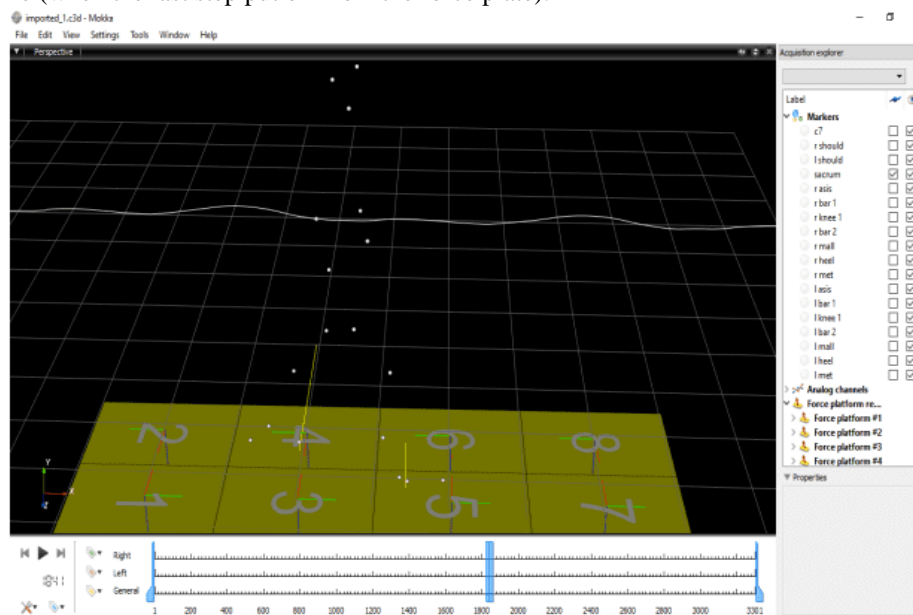 imported_1.c3d - Mokka
File Edit View Settings Tools Window Help
Perspective
Acquisition explorer
Label
Markers
c7
r should
l should
sacrum
r asis
r bar 1
r knee 1
r bar 2
r mall
r heel
r met
l asis
l bar 1
l knee 1
l bar 2
l mall
l heel
l met
Analog channels
Force platform re...
Force platform #1
Force platform #2
Force platform #3
Force platform #4
Properties
2 4 6 8
1 3 5 7
Y
X
Z
Right
Left
General
1841
1 200 400 600 800 1000 1200 1400 1600 1800 2000 2200 2400 2600 2800 3000 3301